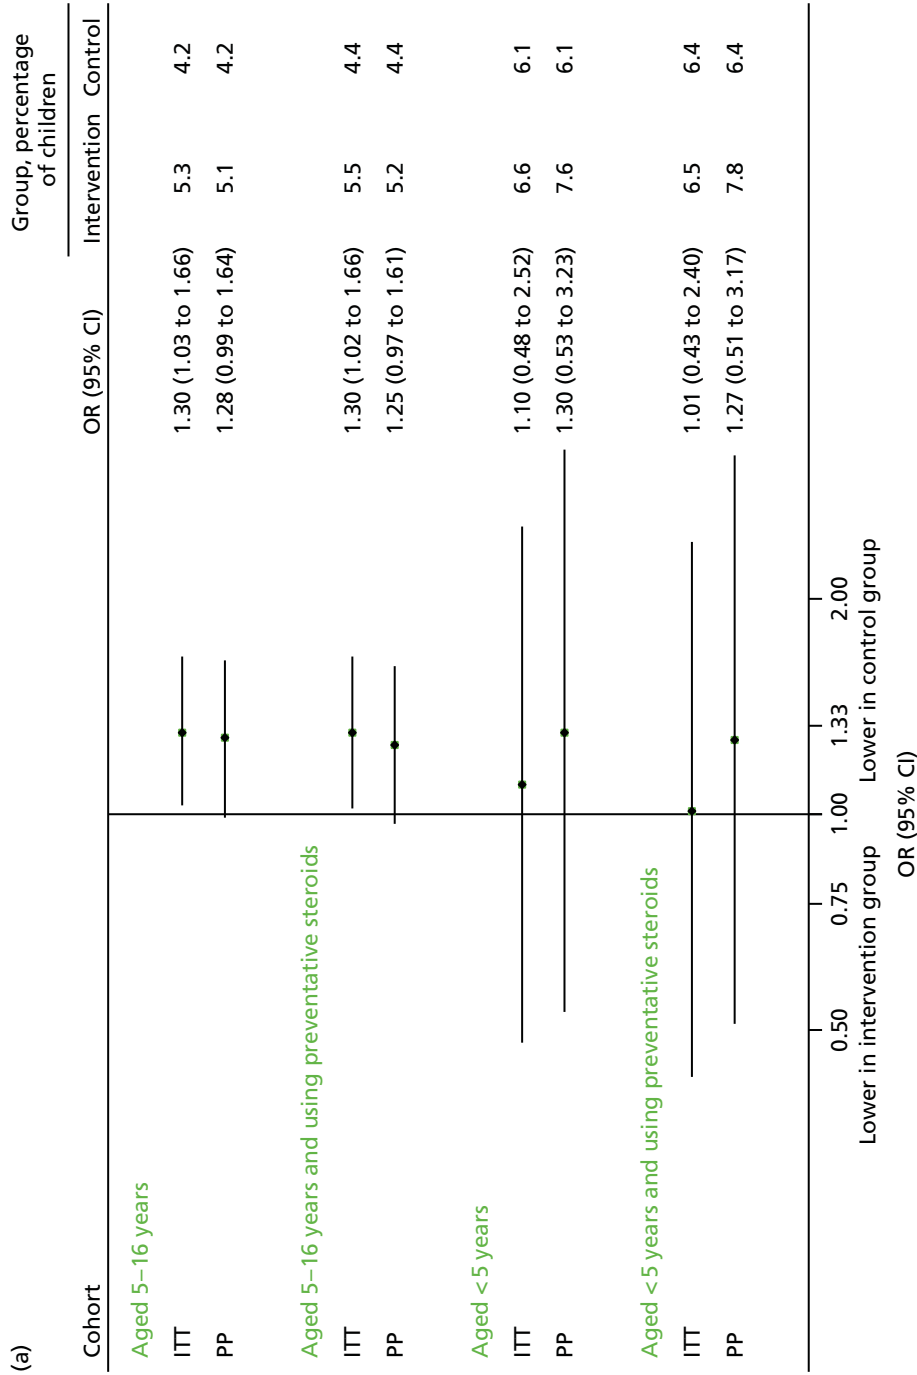 (a)
Group, percentage
of children
Cohort OR (95% CI) Intervention Control
Aged 5–16 years
ITT 1.30 (1.03 to 1.66) 5.3 4.2
PP 1.28 (0.99 to 1.64) 5.1 4.2
Aged 5–16 years and using preventative steroids
ITT 1.30 (1.02 to 1.66) 5.5 4.4
PP 1.25 (0.97 to 1.61) 5.2 4.4
Aged < 5 years
ITT 1.10 (0.48 to 2.52) 6.6 6.1
PP 1.30 (0.53 to 3.23) 7.6 6.1
Aged < 5 years and using preventative steroids
ITT 1.01 (0.43 to 2.40) 6.5 6.4
PP 1.27 (0.51 to 3.17) 7.8 6.4
0.50 0.75 1.00 1.33 2.00
Lower in intervention group Lower in control group
OR (95% CI)